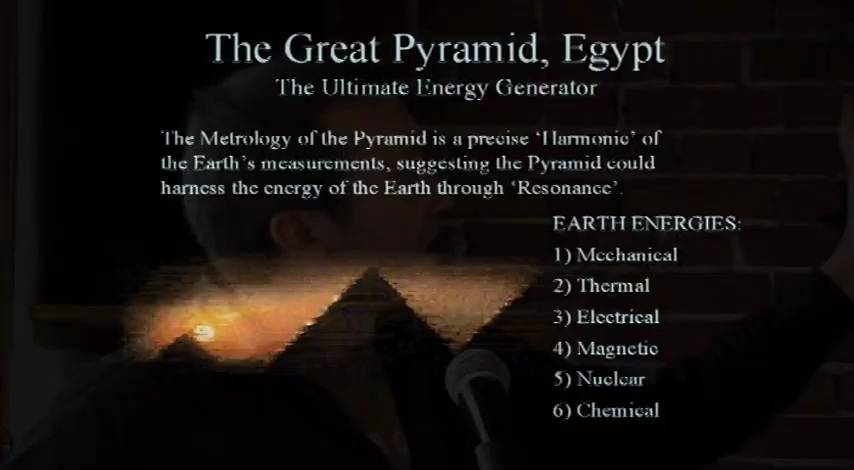 The Great Pyramid, Egypt
The Ultimate Energy Generator
The Metrology of the Pyramid is a precise ‘Harmonic’ of
the Earth’s measurements, suggesting the Pyramid could
harness the energy of the Earth through ‘Resonance’.
EARTH ENERGIES:
1) Mechanical
2) Thermal
3) Electrical
4) Magnetic
5) Nuclear
6) Chemical